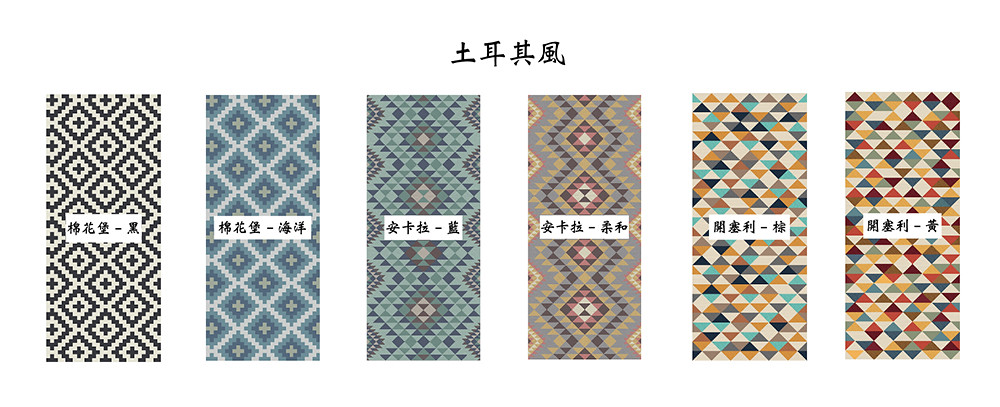 土耳其風
棉花堡 – 黑
棉花堡 – 海洋
安卡拉 – 藍
安卡拉 – 柔和
開塞利 – 棕
開塞利 – 黃